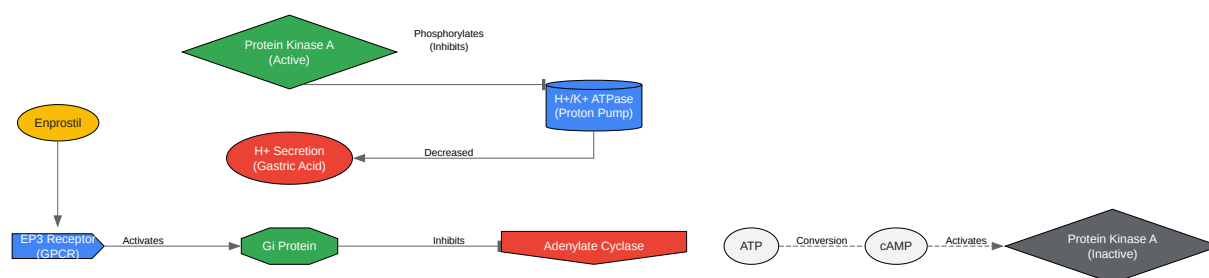 Protein Kinase A
(Active)
Phosphorylates
(Inhibits)
H+/K+ ATPase
(Proton Pump)
Enprostil
H+ Secretion
(Gastric Acid)
Decreased
EP3 Receptor
(GPCR)
Activates
Gi Protein
Inhibits
Adenylate Cyclase
ATP
Conversion
cAMP
Activates
Protein Kinase A
(Inactive)